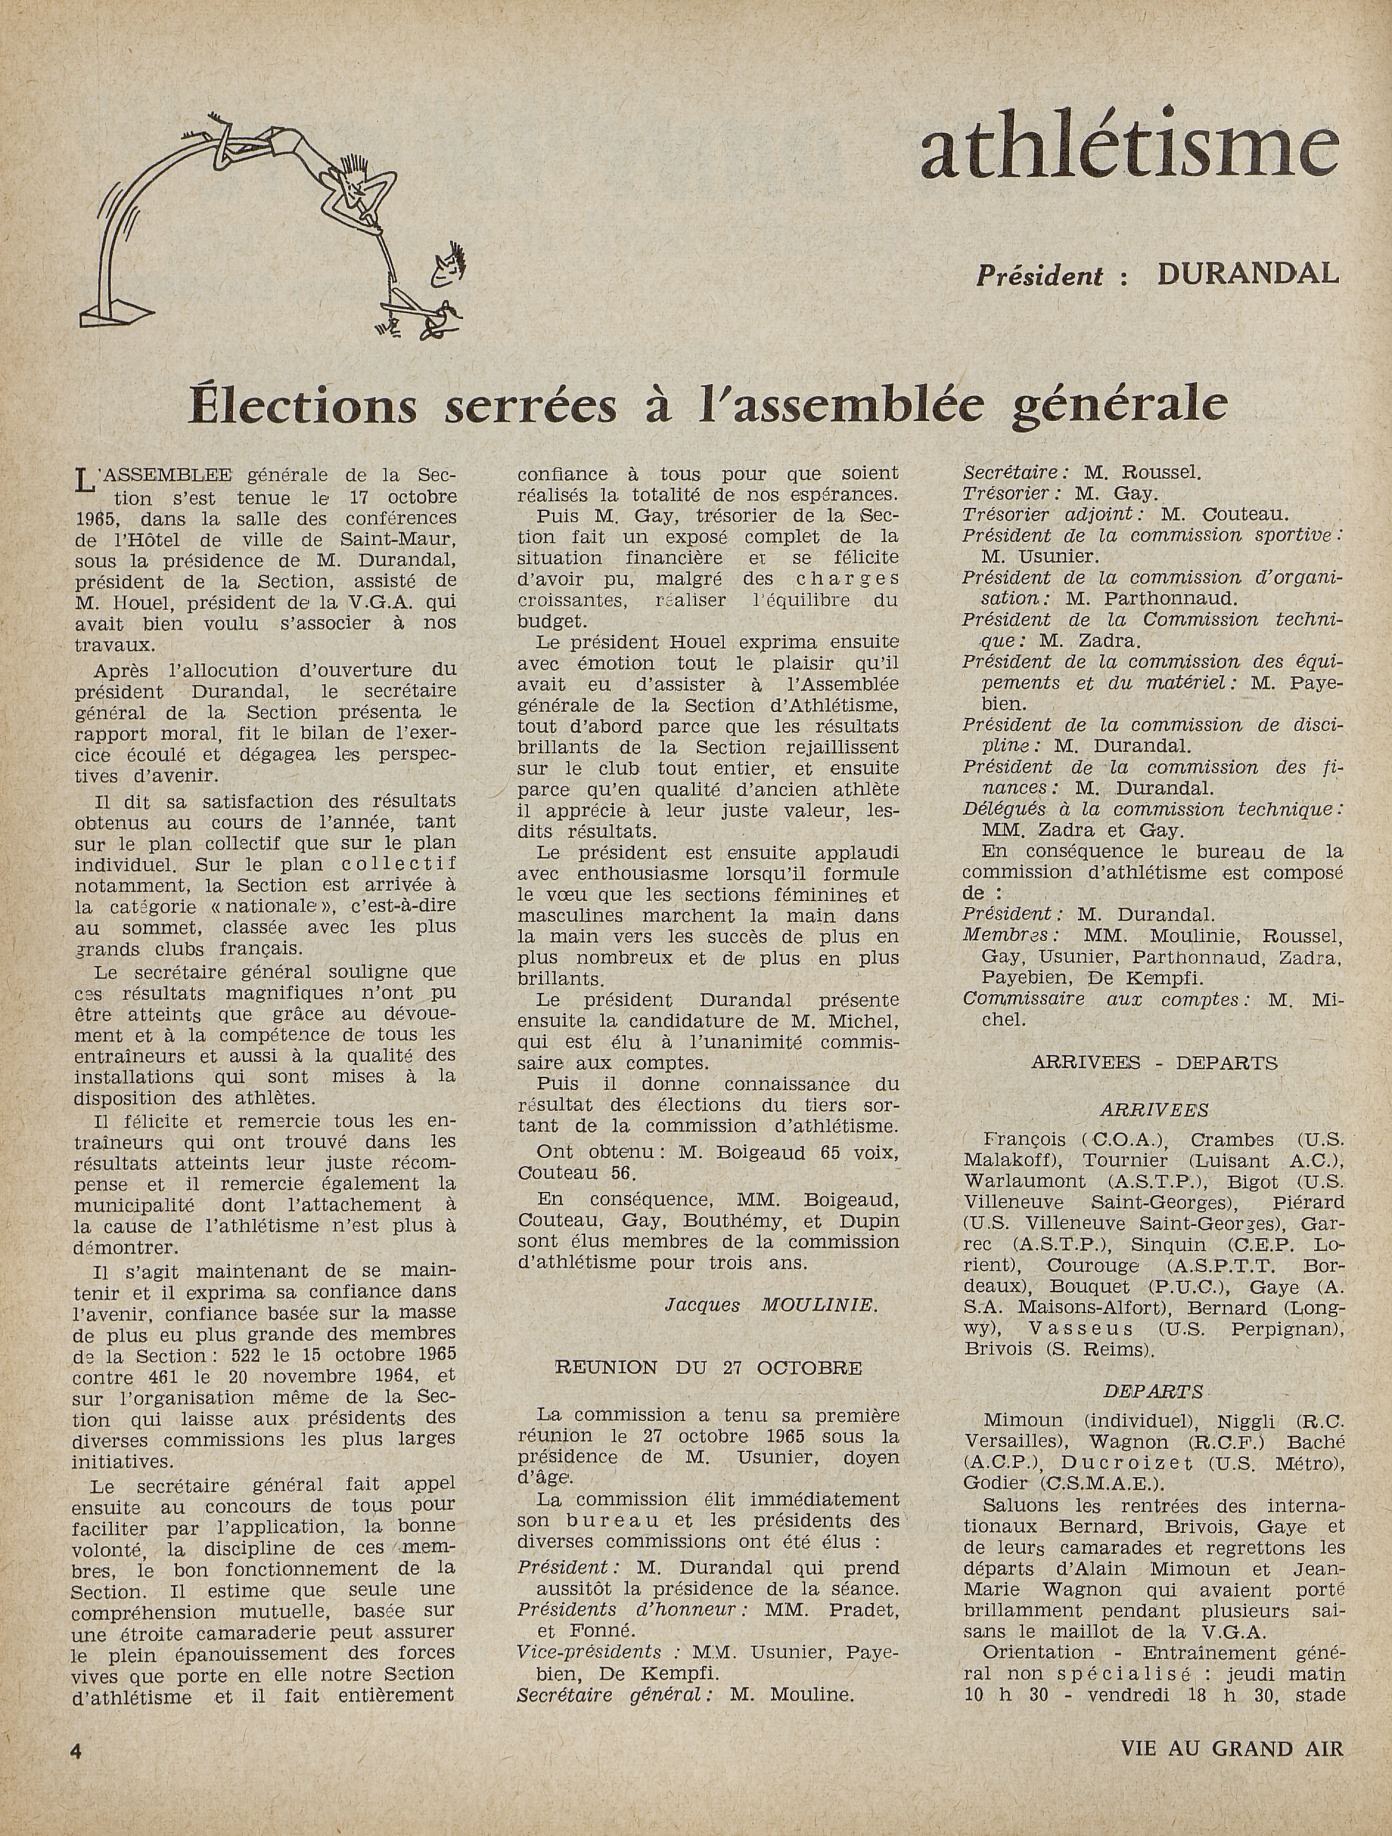 athlétisme
Président : DURANDAL
Élections serrées à l'assemblée générale
L'ASSEMBLEE générale de la Sec-
tion s'est tenue le 17 octobre
1965, dans la salle des conférences
de l'Hôtel de ville de Saint-Maur,
sous la présidence de M. Durandal,
président de la Section, assisté de
M. Houel, président de la V.G.A. qui
avait bien voulu s'associer à nos
travaux.
Après l'allocution d'ouverture du
président Durandal, le secrétaire
général de la Section présenta le
rapport moral, fit le bilan de l'exer-
cice écoulé et dégagea les perspec-
tives d'avenir.
Il dit sa satisfaction des résultats
obtenus au cours de l'année, tant
sur le plan collectif que sur le plan
individuel. Sur le plan collectif
notamment, la Section est arrivée à
la catégorie « nationale », c'est-à-dire
au sommet, classée avec les plus
grands clubs français.
Le secrétaire général souligne que
ces résultats magnifiques n'ont pu
être atteints que grâce au dévoue-
ment et à la compétence de tous les
entraîneurs et aussi à la qualité des
installations qui sont mises à la
disposition des athlètes.
Il félicite et remercie tous les en-
traîneurs qui ont trouvé dans les
résultats atteints leur juste récom-
pense et il remercie également la
municipalité dont l'attachement à
la cause de l'athlétisme n'est plus à
démontrer.
Il s'agit maintenant de se main-
tenir et il exprima sa confiance dans
l'avenir, confiance basée sur la masse
de plus eu plus grande des membres
de la Section : 522 le 15 octobre 1965
contre 461 le 20 novembre 1964, et
sur l'organisation même de la Sec-
tion qui laisse aux présidents des
diverses commissions les plus larges
initiatives.
Le secrétaire général fait appel
ensuite au concours de tous pour
faciliter par l'application, la bonne
volonté, la discipline de ces mem-
bres, le bon fonctionnement de la
Section. Il estime que seule une
compréhension mutuelle, basée sur
une étroite camaraderie peut assurer
le plein épanouissement des forces
vives que porte en elle notre Section
d'athlétisme et il fait entièrement
confiance à tous pour que soient
réalisés la totalité de nos espérances.
Puis M. Gay, trésorier de la Sec-
tion fait un exposé complet de la
situation financière et se félicite
d'avoir pu, malgré des charges
croissantes, réaliser l'équilibre du
budget.
Le président Houel exprima ensuite
avec émotion tout le plaisir qu'il
avait eu d'assister à l'Assemblée
générale de la Section d'Athlétisme,
tout d'abord parce que les résultats
brillants de la Section rejaillissent
sur le club tout entier, et ensuite
parce qu'en qualité d'ancien athlète
il apprécie à leur juste valeur, les-
dits résultats.
Le président est ensuite applaudi
avec enthousiasme lorsqu'il formule
le vœu que les sections féminines et
masculines marchent la main dans
la main vers les succès de plus en
plus nombreux et de plus en plus
brillants.
Le président Durandal présente
ensuite la candidature de M. Michel,
qui est élu à l'unanimité commis-
saire aux comptes.
Puis il donne connaissance du
résultat des élections du tiers sor-
tant de la commission d'athlétisme.
Ont obtenu : M. Boigeaud 65 voix,
Couteau 56.
En conséquence, MM. Boigeaud,
Couteau, Gay, Bouthémy, et Dupin
sont élus membres de la commission
d'athlétisme pour trois ans.
Jacques MOULINIE.
REUNION DU 27 OCTOBRE
La commission a tenu sa première
réunion le 27 octobre 1965 sous la
présidence de M. Usunier, doyen
d'âge.
La commission élit immédiatement
son bureau et les présidents des
diverses commissions ont été élus :
Président : M. Durandal qui prend
aussitôt la présidence de la séance.
Présidents d'honneur : MM. Pradet,
et Fonné.
Vice-présidents : MM. Usunier, Paye-
bien, De Kempfi.
Secrétaire général : M. Mouline.
Secrétaire : M. Roussel.
Trésorier : M. Gay.
Trésorier adjoint : M. Couteau.
Président de la commission sportive :
M. Usunier.
Président de la commission d'organi-
sation : M. Parthonnaud.
Président de la Commission techni-
que : M. Zadra.
Président de la commission des équi-
pements et du matériel : M. Paye-
bien.
Président de la commission de disci-
pline : M. Durandal.
Président de la commission des fi-
nances : M. Durandal.
Délégués à la commission technique :
MM. Zadra et Gay.
En conséquence le bureau de la
commission d'athlétisme est composé
de :
Président : M. Durandal.
Membres : MM. Moulinie, Roussel,
Gay, Usunier, Parthonnaud, Zadra,
Payebien, De Kempfi.
Commissaire aux comptes : M. Mi-
chel.
ARRIVEES - DEPARTS
ARRIVEES
François (C.O.A.), Crambes (U.S.
Malakoff), Tournier (Luisant A.C.),
Warlaumont (A.S.T.P.), Bigot (U.S.
Villeneuve Saint-Georges), Piérard
(U.S. Villeneuve Saint-Georges), Gar-
rec (A.S.T.P.), Sinquin (C.E.P. Lo-
rient), Courouge (A.S.P.T.T. Bor-
deaux), Bouquet (P.U.C.), Gaye (A.
S.A. Maisons-Alfort), Bernard (Long-
wy), Vasseus (U.S. Perpignan),
Brivois (S. Reims).
DEPARTS
Mimoun (individuel), Niggli (R.C.
Versailles), Wagnon (R.C.F.) Baché
(A.C.P.), Ducroizet (U.S. Métro),
Godier (C.S.M.A.E.).
Saluons les rentrées des interna-
tionaux Bernard, Brivois, Gaye et
de leurs camarades et regrettons les
départs d'Alain Mimoun et Jean-
Marie Wagnon qui avaient porté
brillamment pendant plusieurs sai-
sans le maillot de la V.G.A.
Orientation - Entraînement géné-
ral non spécialisé : jeudi matin
10 h 30 - vendredi 18 h 30, stade
4
VIE AU GRAND AIR